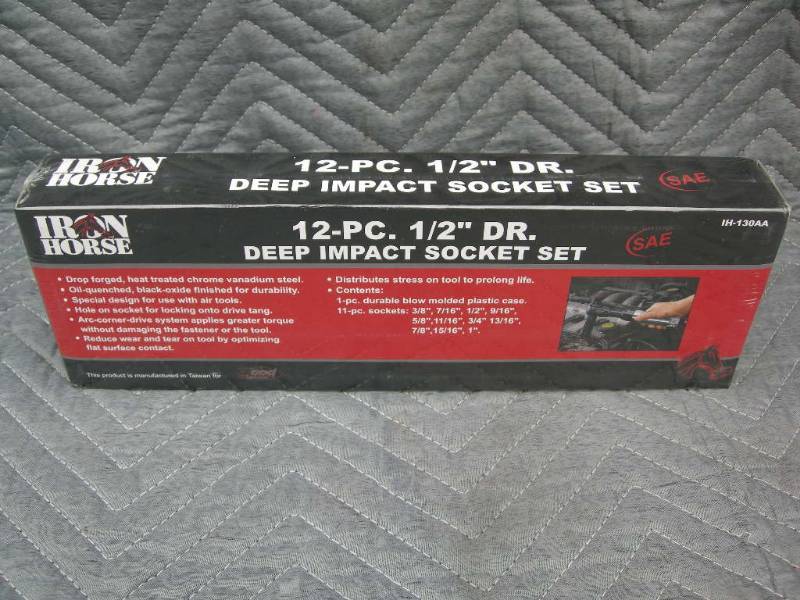 IRON
HORSE
12-PC. 1/2" DR.
DEEP IMPACT SOCKET SET
SAE
IRON
HORSE
12-PC. 1/2" DR.
DEEP IMPACT SOCKET SET
SAE
IH-130AA
• Drop forged, heat treated chrome vanadium steel.
• Oil-quenched, black-oxide finished for durability.
• Special design for use with air tools.
• Hole on socket for locking onto drive tang.
• Arc-corner-drive system applies greater torque
without damaging the fastener or the tool.
• Reduce wear and tear on tool by optimizing
flat surface contact.
• Distributes stress on tool to prolong life.
• Contents:
1-pc. durable blow molded plastic case.
11-pc. sockets: 3/8", 7/16", 1/2", 9/16",
5/8",11/16", 3/4" 13/16",
7/8",15/16", 1".
This product is manufactured in Taiwan for